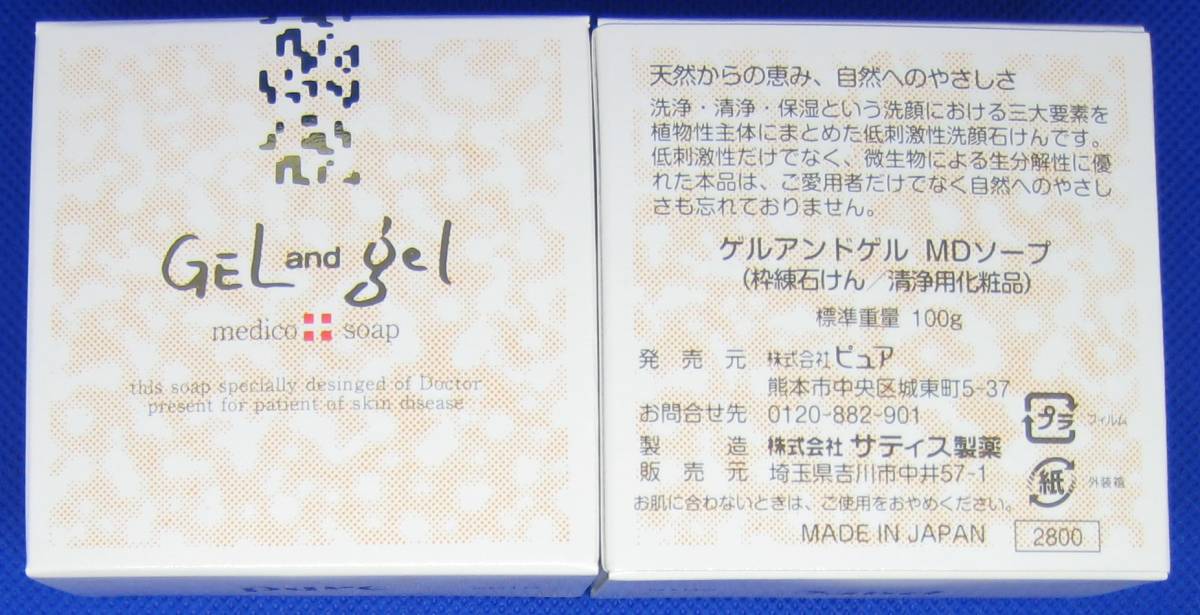 GEL and gel
medico soap
this soap specially desinged of Doctor
present for patient of skin disease
天然からの恵み、自然へのやさしさ
洗浄・清浄・保湿という洗顔における三大要素を
植物性主体にまとめた低刺激性洗顔石けんです。
低刺激性だけでなく、微生物による生分解性に優
れた本品は、ご愛用者だけでなく自然へのやさし
さも忘れておりません。
ゲルアンドゲル MDソープ
(枠練石けん/清浄用化粧品)
標準重量 100g
発売元 株式会社ピュア
熊本市中央区城東町5-37
お問合せ先 0120-882-901
製造 株式会社サティス製薬
販売元 埼玉県吉川市中井57-1
プラ フィルム
紙 外装箱
お肌に合わないときは、ご使用をおやめください。
MADE IN JAPAN 2800